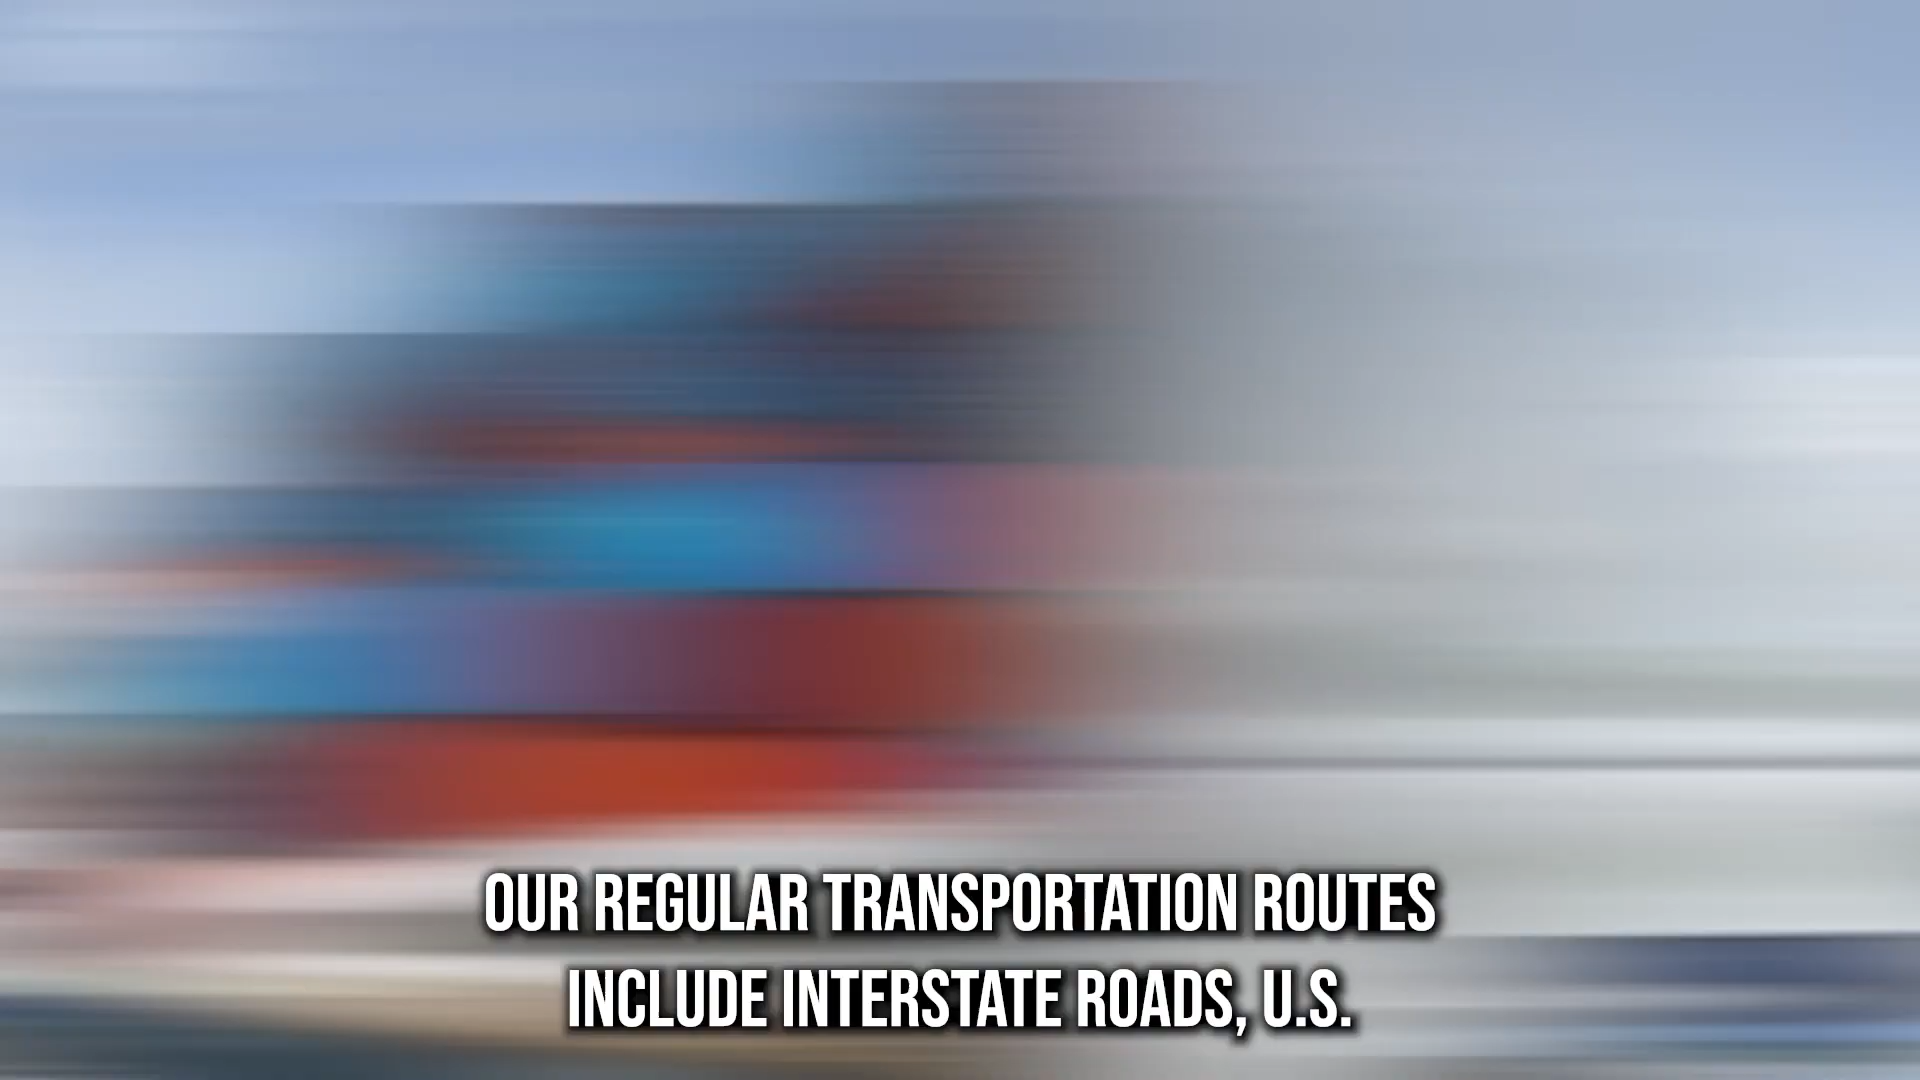 OUR REGULAR TRANSPORTATION ROUTES
INCLUDE INTERSTATE ROADS, U.S.